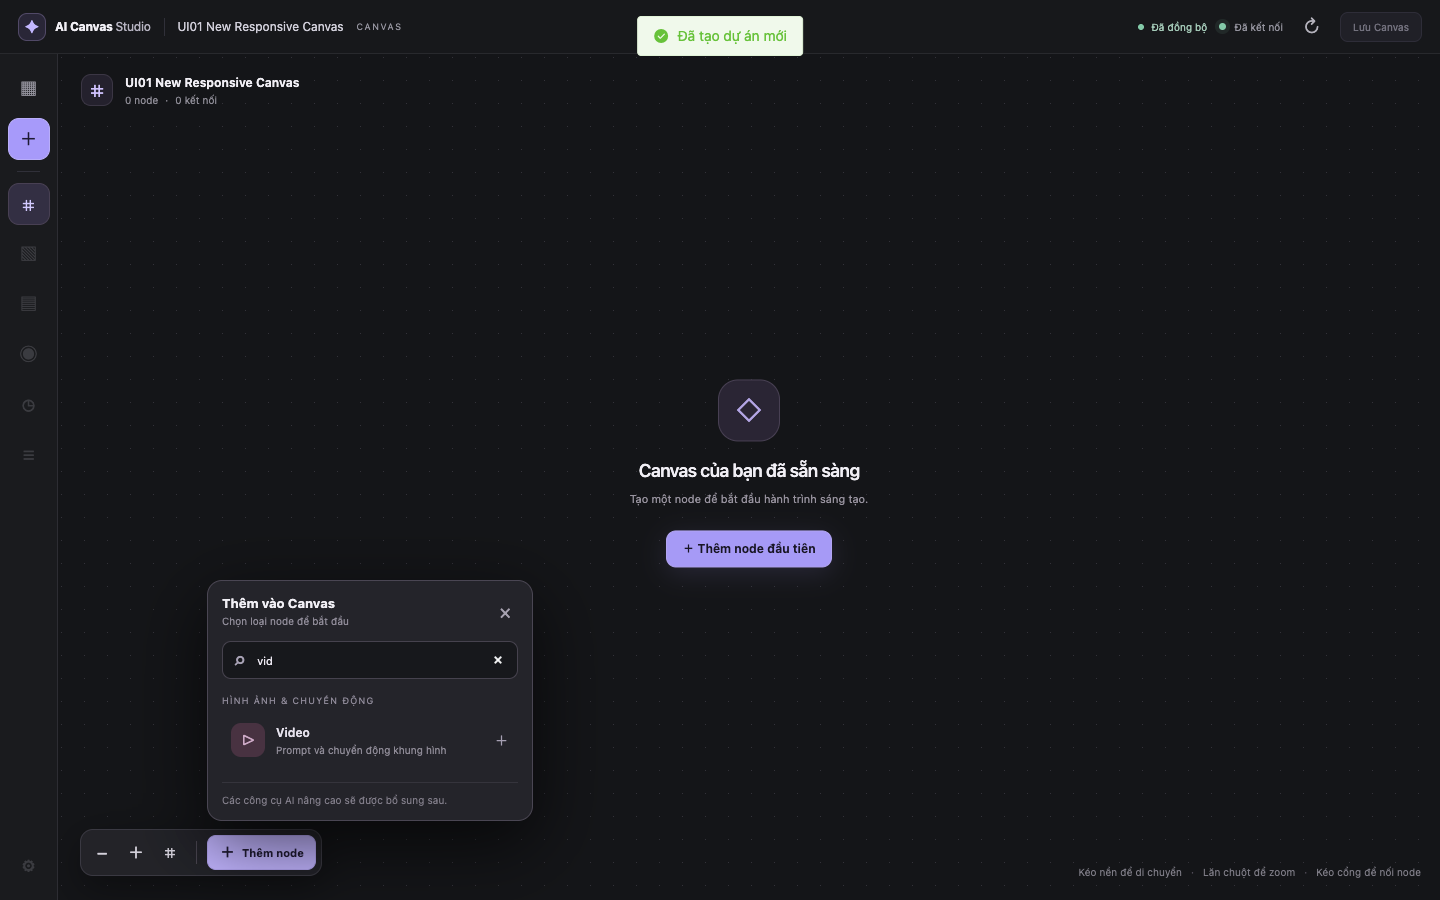 AI Canvas Studio
UI01 New Responsive Canvas
CANVAS
Đã tạo dự án mới
Đã đồng bộ
Đã kết nối
Lưu Canvas
UI01 New Responsive Canvas
0 node · 0 kết nối
Canvas của bạn đã sẵn sàng
Tạo một node để bắt đầu hành trình sáng tạo.
+ Thêm node đầu tiên
Thêm vào Canvas
Chọn loại node để bắt đầu
vid
HÌNH ẢNH & CHUYỂN ĐỘNG
Video
Prompt và chuyển động khung hình
Các công cụ AI nâng cao sẽ được bổ sung sau.
+ Thêm node
Kéo nền để di chuyển · Lăn chuột để zoom · Kéo cổng để nối node